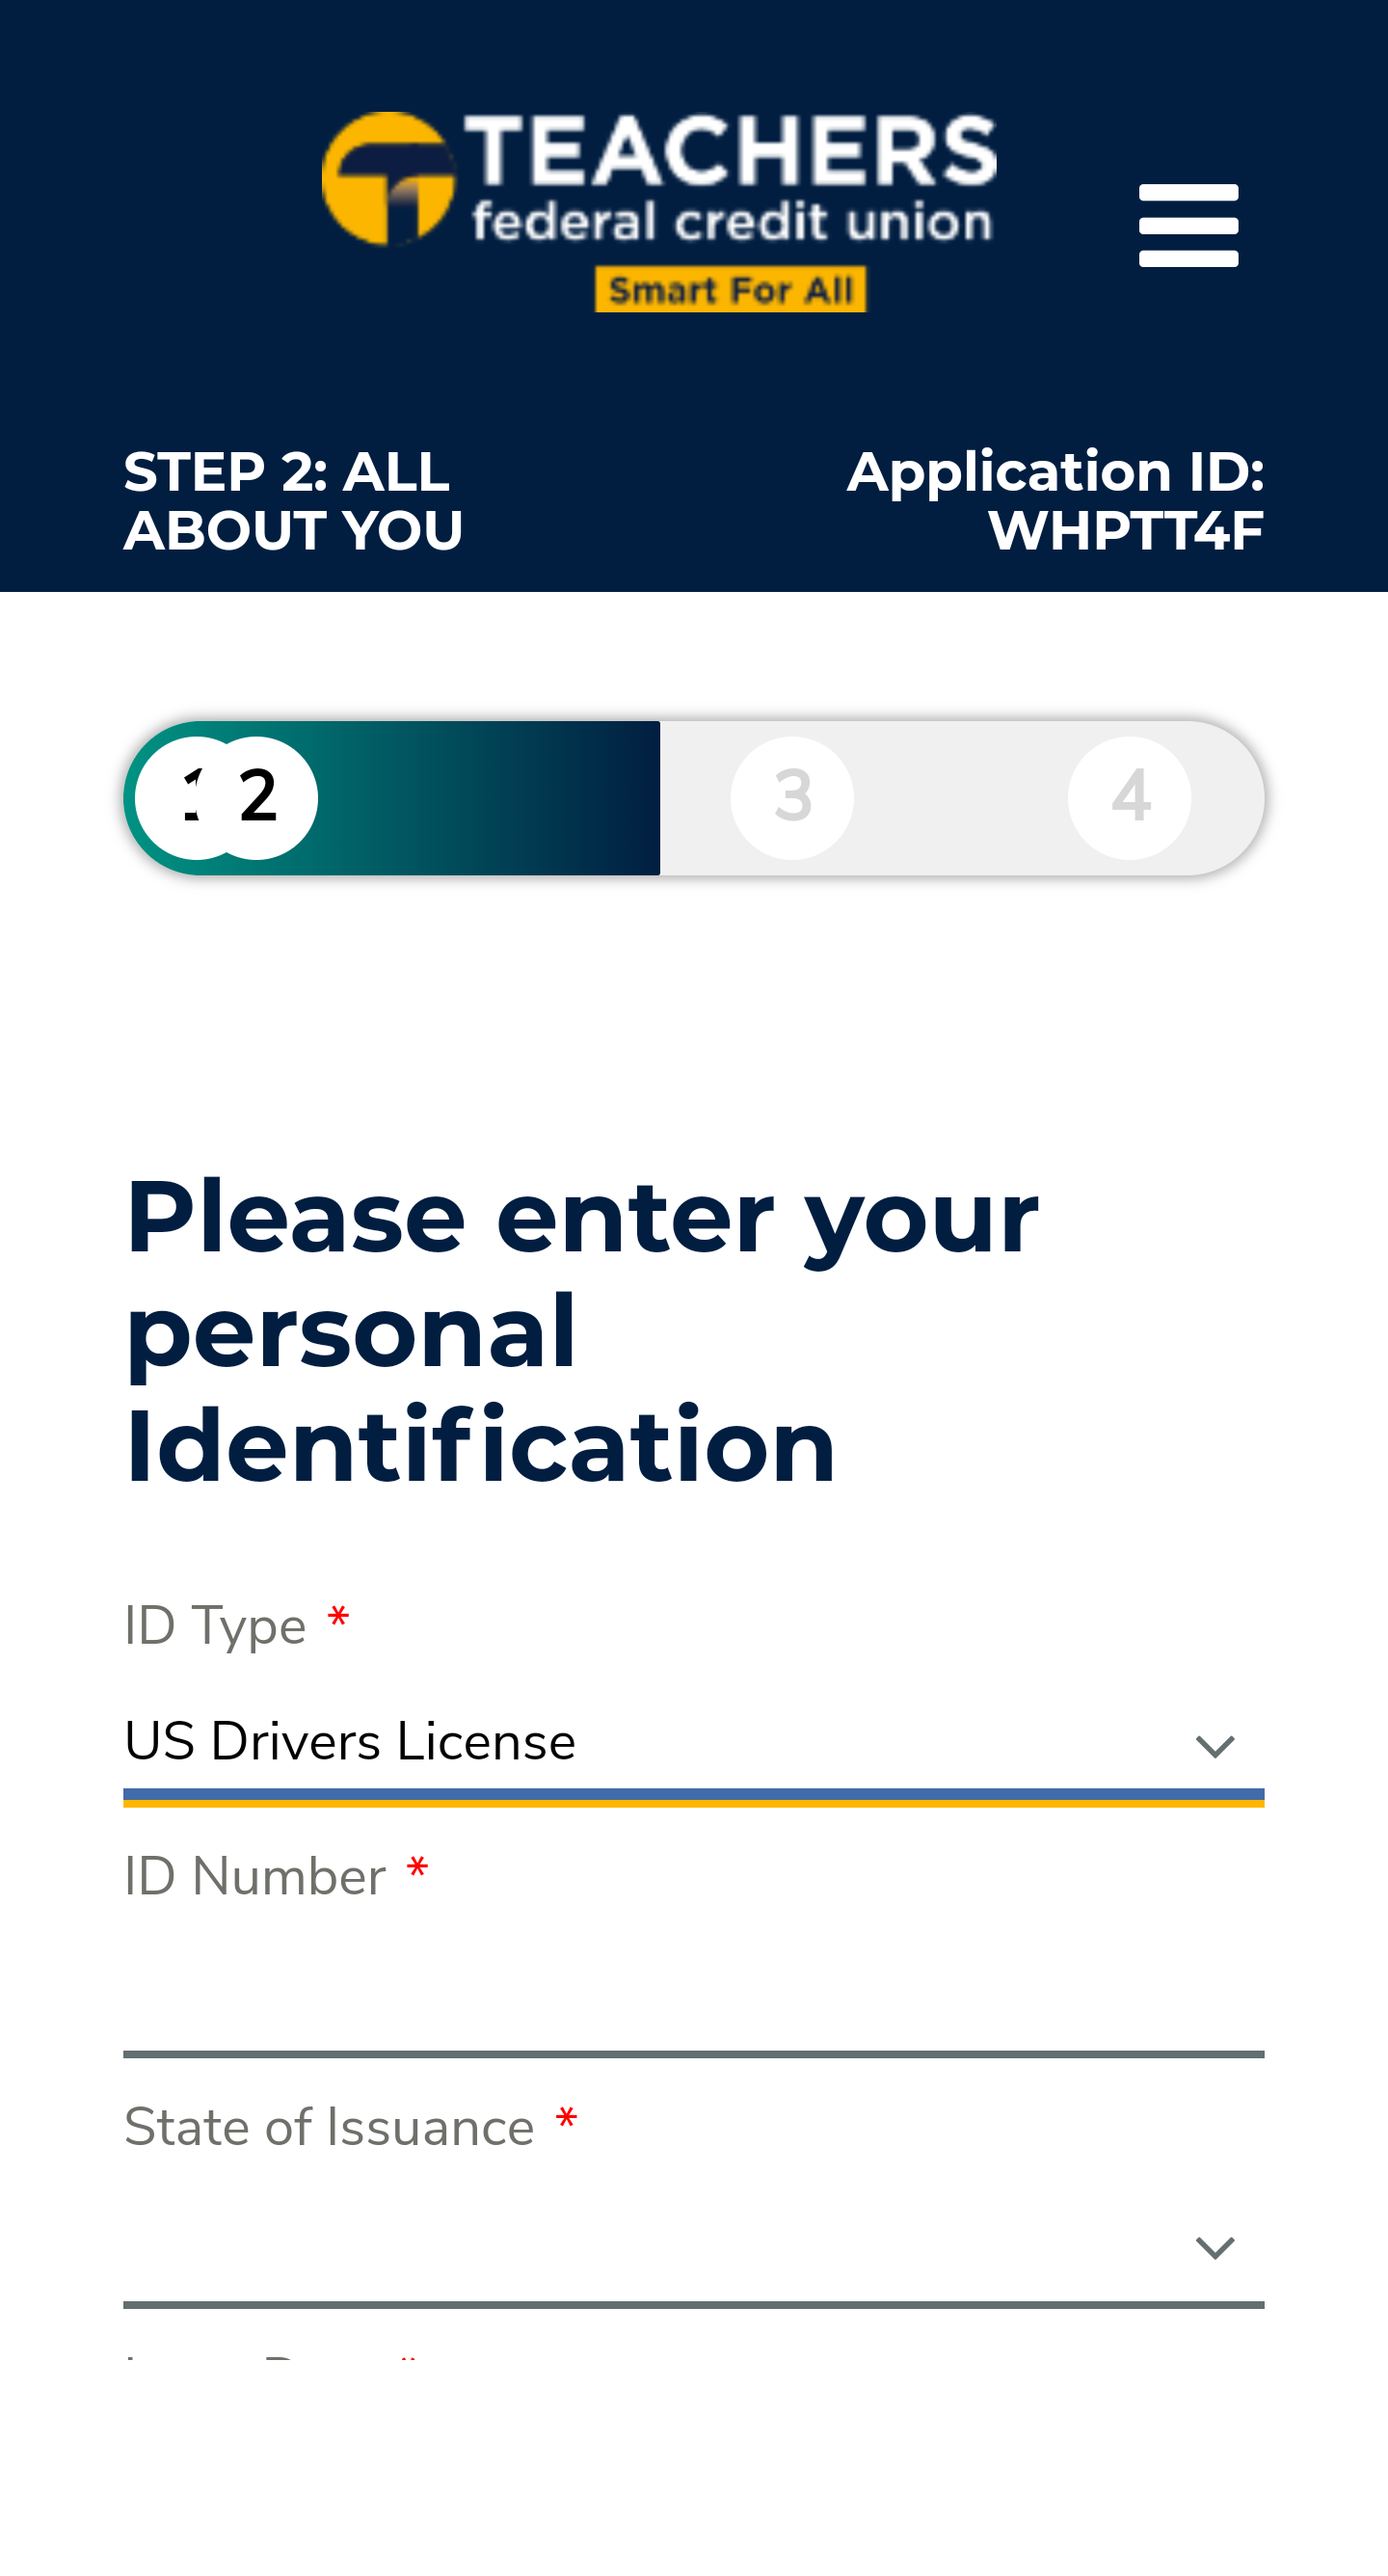 TEACHERS
federal credit union
Smart For All
STEP 2: ALL
ABOUT YOU
Application ID:
WHPTT4F
1 2 3 4
Please enter your
personal
Identification
ID Type *
US Drivers License
ID Number *
State of Issuance *